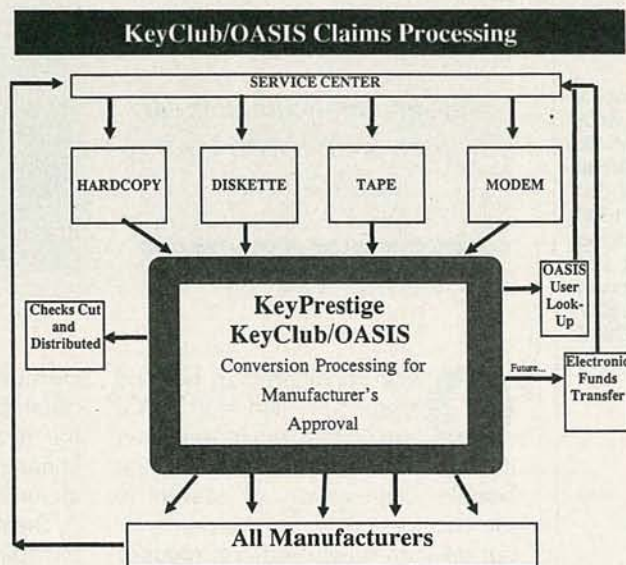 KeyClub/OASIS Claims Processing
SERVICE CENTER
HARDCOPY
DISKETTE
TAPE
MODEM
KeyPrestige
KeyClub/OASIS
Conversion Processing for
Manufacturer's
Approval
Checks Cut
and
Distributed
OASIS
User
Look-
Up
Future...
Electronic
Funds
Transfer
All Manufacturers